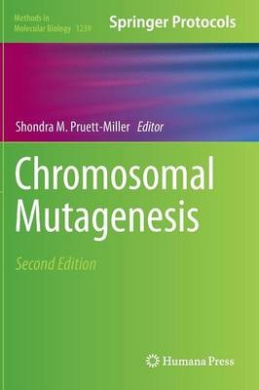 Methods in
Molecular Biology 1239
Springer Protocols
Shondra M. Pruett-Miller Editor
Chromosomal
Mutagenesis
Second Edition
Humana Press